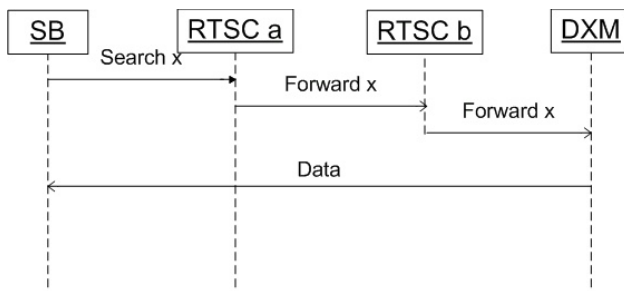 SB
RTSC a
RTSC b
DXM
Search x
Forward x
Forward x
Data